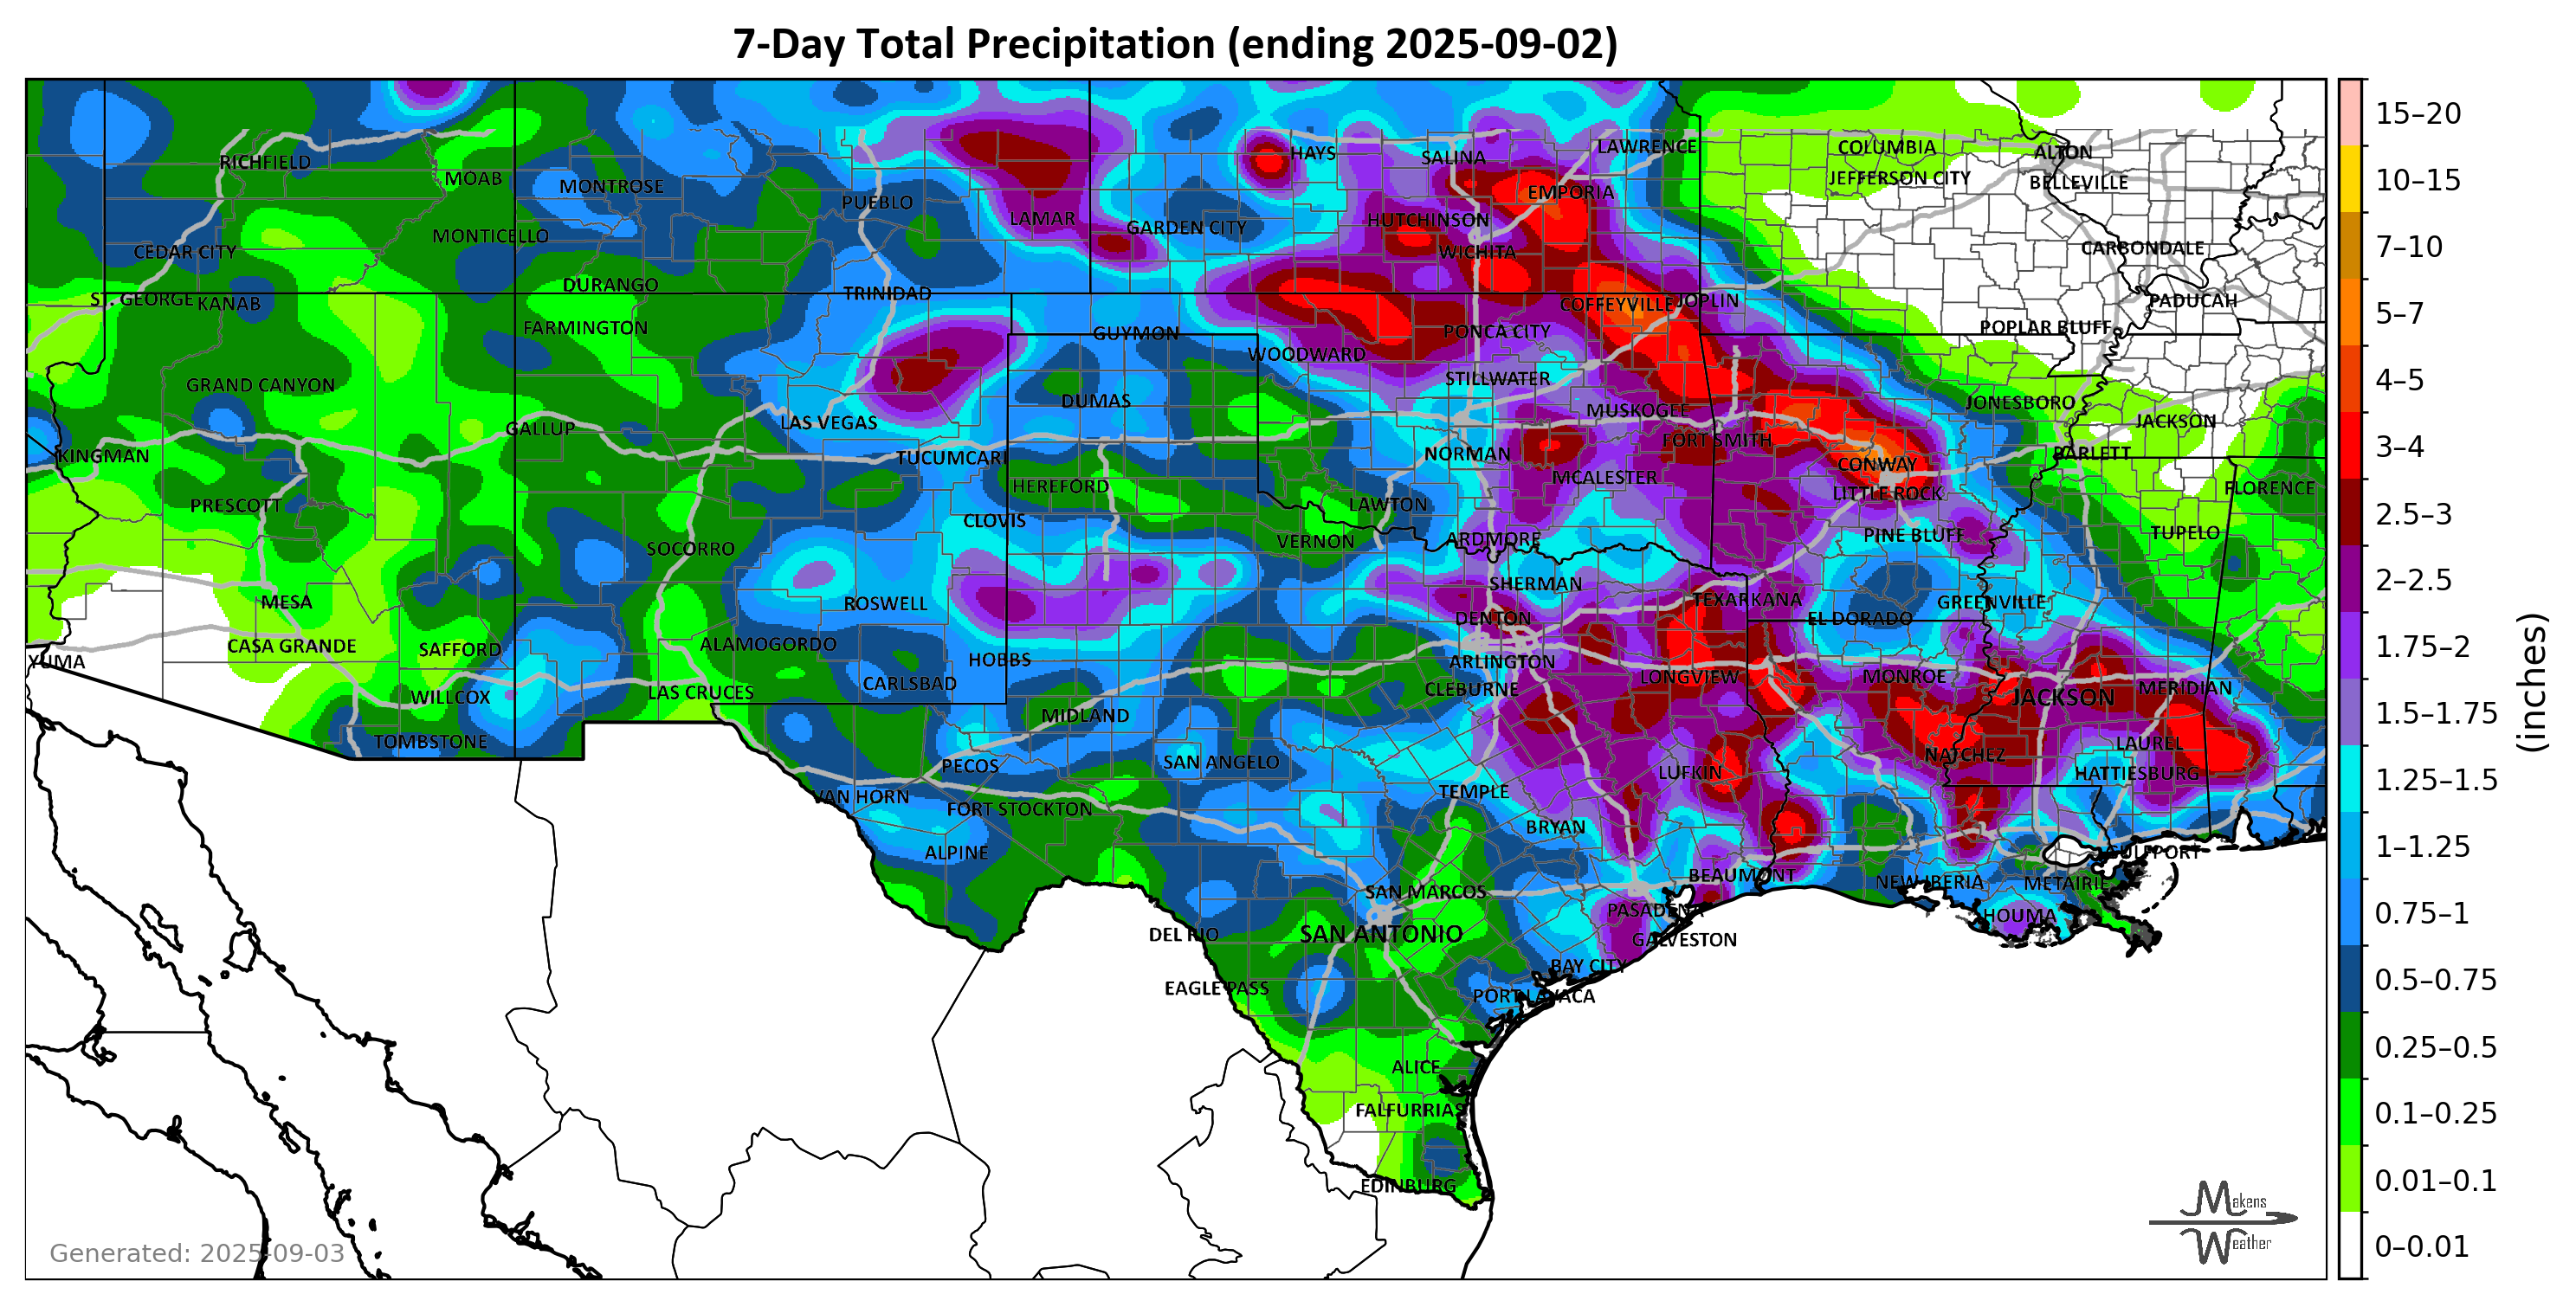 7-Day Total Precipitation (ending 2025-09-02)
RICHFIELD
MOAB
MONTROSE
PUEBLO
LAMAR
GARDEN CITY
HAYS
SALINA
LAWRENCE
EMPORIA
HUTCHINSON
WICHITA
COLUMBIA
JEFFERSON CITY
ALTON
BELLEVILLE
CARBONDALE
PADUCAH
POPLAR BLUFF
CEDAR CITY
MONTICELLO
DURANGO
ST. GEORGE
KANAB
TRINIDAD
FARMINGTON
GUYMON
WOODWARD
PONCA CITY
COFFEYVILLE
JOPLIN
STILLWATER
GRAND CANYON
DUMAS
LAS VEGAS
GALLUP
MUSKOGEE
FORT SMITH
JONESBORO
JACKSON
BARLETT
KINGMAN
TUCUMCARI
NORMAN
MCALESTER
CONWAY
LITTLE ROCK
FLORENCE
HEREFORD
PRESCOTT
LAWTON
CLOVIS
VERNON
ARDMORE
PINE BLUFF
TUPELO
SOCORRO
MESA
ROSWELL
SHERMAN
DENTON
TEXARKANA
EL DORADO
GREENVILLE
CASA GRANDE
SAFFORD
ALAMOGORDO
YUMA
HOBBS
ARLINGTON
CARLSBAD
CLEBURNE
LONGVIEW
MONROE
JACKSON
MERIDIAN
WILLCOX
LAS CRUCES
MIDLAND
TOMBSTONE
PECOS
SAN ANGELO
NATCHEZ
LAUREL
HATTIESBURG
LUFKIN
VAN HORN
FORT STOCKTON
TEMPLE
BRYAN
ALPINE
GULFPORT
BEAUMONT
NEW IBERIA
METAIRIE
SAN MARCOS
PASADENA
HOUMA
DEL RIO
SAN ANTONIO
GALVESTON
BAY CITY
EAGLE PASS
PORT LAVACA
ALICE
FALFURRIAS
EDINBURG
Generated: 2025-09-03
Makens
Weather
15–20
10–15
7–10
5–7
4–5
3–4
2.5–3
2–2.5
1.75–2
1.5–1.75
1.25–1.5
1–1.25
0.75–1
0.5–0.75
0.25–0.5
0.1–0.25
0.01–0.1
0–0.01
(inches)